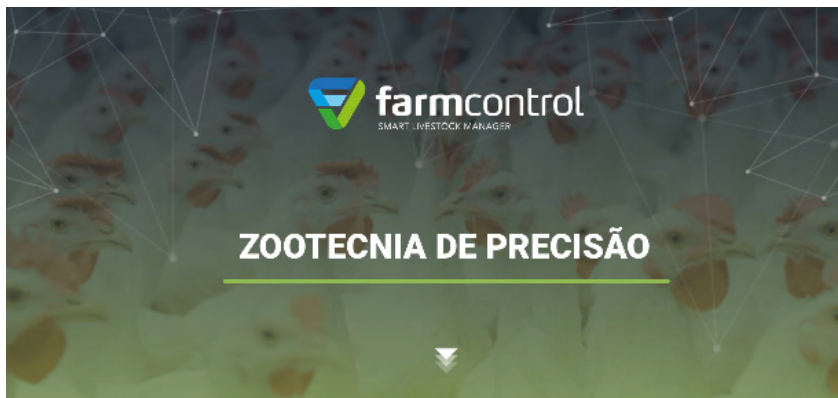 farmcontrol
SMART LIVESTOCK MANAGER
ZOOTECNIA DE PRECISÃO